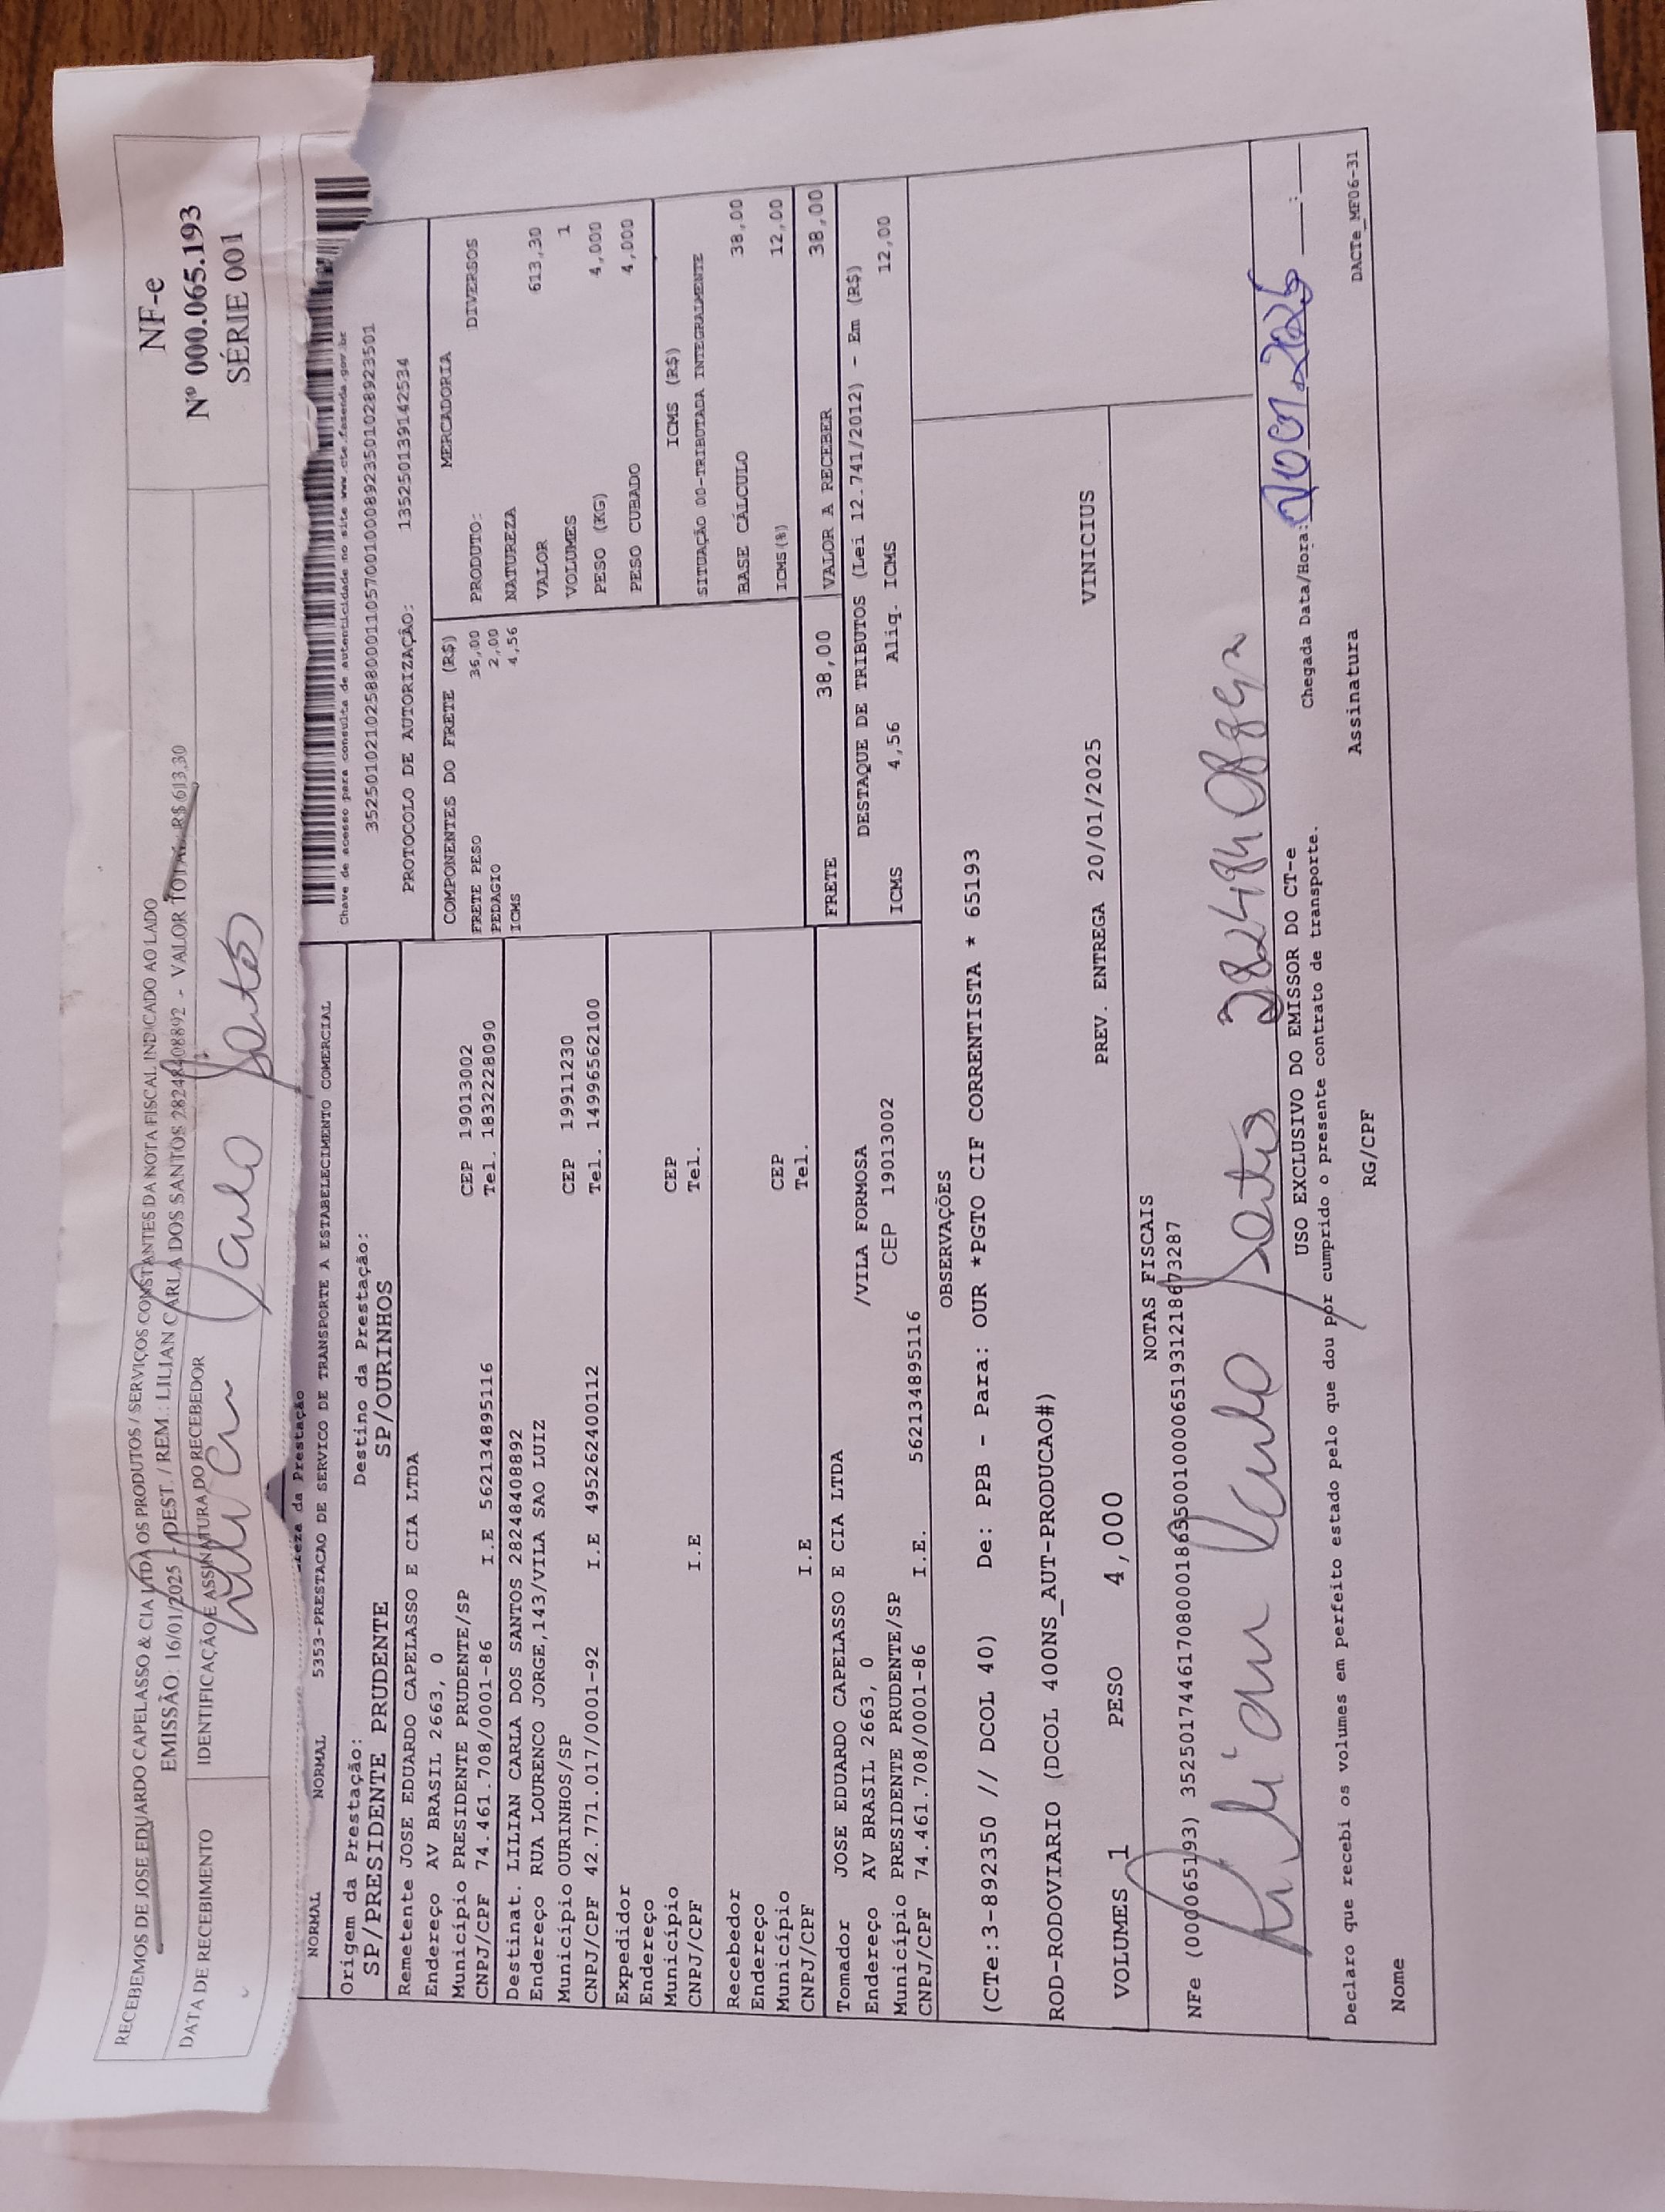 RECEBEMOS DE JOSE EDUARDO CAPELASSO & CIA LTDA OS PRODUTOS / SERVIÇOS CONSTANTES DA NOTA FISCAL INDICADO AO LADO
EMISSÃO: 16/01/2025 - DEST. / REM.: LILIAN CARLA DOS SANTOS 28248408892 - VALOR TOTAL: R$ 613,30
DATA DE RECEBIMENTO
IDENTIFICAÇÃO E ASSINATURA DO RECEBEDOR
NF-e
Nº 000.065.193
SÉRIE 001
da Prestação
NORMAL NORMAL 5353-PRESTACAO DE SERVICO DE TRANSPORTE A ESTABELECIMENTO COMERCIAL
Origem da Prestação: Destino da Prestação:
SP/PRESIDENTE PRUDENTE SP/OURINHOS
Remetente JOSE EDUARDO CAPELASSO E CIA LTDA
Endereço AV BRASIL 2663, 0
Município PRESIDENTE PRUDENTE/SP CEP 19013002
CNPJ/CPF 74.461.708/0001-86 I.E 562134895116 Tel. 1832228090
Destinat. LILIAN CARLA DOS SANTOS 28248408892
Endereço RUA LOURENCO JORGE,143/VILA SAO LUIZ
Município OURINHOS/SP CEP 19911230
CNPJ/CPF 42.771.017/0001-92 I.E 495262400112 Tel. 14996562100
Expedidor
Endereço
Município CEP
CNPJ/CPF I.E Tel.
Recebedor
Endereço
Município CEP
CNPJ/CPF I.E Tel.
Tomador JOSE EDUARDO CAPELASSO E CIA LTDA
Endereço AV BRASIL 2663, 0 /VILA FORMOSA
Município PRESIDENTE PRUDENTE/SP CEP 19013002
CNPJ/CPF 74.461.708/0001-86 I.E. 562134895116
Chave de acesso para consulta de autenticidade no site www.cte.fazenda.gov.br
35250102102588000110570010008923501028923501
PROTOCOLO DE AUTORIZAÇÃO: 135250139142534
COMPONENTES DO FRETE (R$)
FRETE PESO 36,00
PEDAGIO 2,00
ICMS 4,56
MERCADORIA
PRODUTO: DIVERSOS
NATUREZA
VALOR 613,30
VOLUMES 1
PESO (KG) 4,000
PESO CUBADO 4,000
ICMS (R$)
SITUAÇÃO 00-TRIBUTADA INTEGRALMENTE
BASE CÁLCULO 38,00
ICMS(%) 12,00
FRETE 38,00 VALOR A RECEBER 38,00
DESTAQUE DE TRIBUTOS (Lei 12.741/2012) - Em (R$)
ICMS 4,56 Aliq. ICMS 12,00
OBSERVAÇÕES
(CTe:3-892350 // DCOL 40) De: PPB - Para: OUR *PGTO CIF CORRENTISTA * 65193
ROD-RODOVIARIO (DCOL 400NS_AUT-PRODUCAO#)
VOLUMES 1 PESO 4,000 PREV. ENTREGA 20/01/2025 VINICIUS
NOTAS FISCAIS
NFe (00065193) 35250174461708000186550010000651931218673287
USO EXCLUSIVO DO EMISSOR DO CT-e
Declaro que recebi os volumes em perfeito estado pelo que dou por cumprido o presente contrato de transporte.
Chegada Data/Hora: : 
Nome RG/CPF Assinatura
DACTe_MF06-31